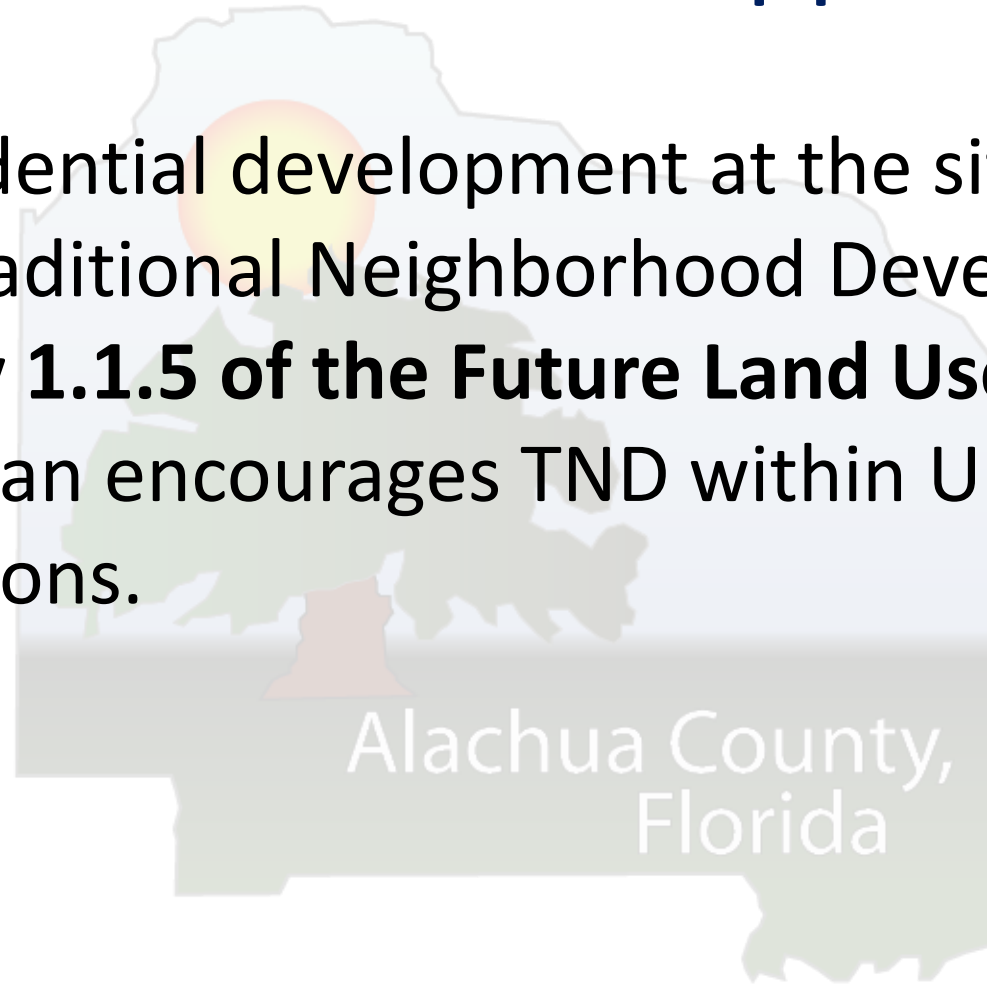 dential development at the si
aditional Neighborhood Deve
1.1.5 of the Future Land Us
an encourages TND within U
ons.
Alachua County,
Florida